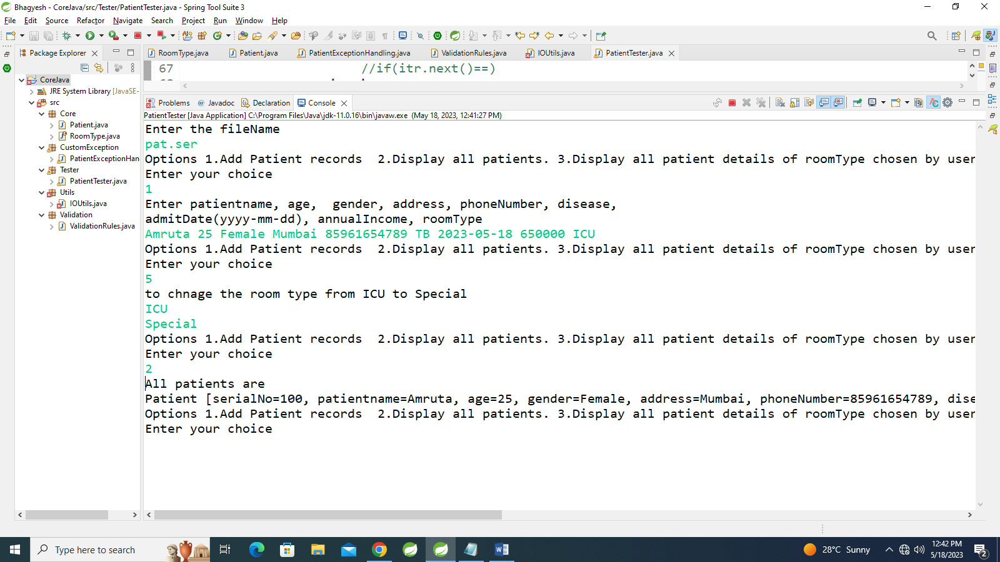 Bhagyesh - CoreJava/src/Tester/PatientTester.java - Spring Tool Suite 3
File Edit Source Refactor Navigate Search Project Run Window Help
Package Explorer
RoomType.java Patient.java PatientExceptionHandling.java ValidationRules.java IOUtils.java PatientTester.java
CoreJava
JRE System Library [JavaSE-
src
Core
Patient.java
RoomType.java
CustomException
PatientExceptionHan
Tester
PatientTester.java
Utils
IOUtils.java
Validation
ValidationRules.java
67 //if(itr.next()==)
Problems @ Javadoc Declaration Console
PatientTester [Java Application] C:\Program Files\Java\jdk-11.0.16\bin\javaw.exe (May 18, 2023, 12:41:27 PM)
Enter the fileName
pat.ser
Options 1.Add Patient records  2.Display all patients. 3.Display all patient details of roomType chosen by user
Enter your choice
1
Enter patientname, age,  gender, address, phoneNumber, disease,
admitDate(yyyy-mm-dd), annualIncome, roomType
Amruta 25 Female Mumbai 85961654789 TB 2023-05-18 650000 ICU
Options 1.Add Patient records  2.Display all patients. 3.Display all patient details of roomType chosen by user
Enter your choice
5
to chnage the room type from ICU to Special
ICU
Special
Options 1.Add Patient records  2.Display all patients. 3.Display all patient details of roomType chosen by user
Enter your choice
2
All patients are
Patient [serialNo=100, patientname=Amruta, age=25, gender=Female, address=Mumbai, phoneNumber=85961654789, dise
Options 1.Add Patient records  2.Display all patients. 3.Display all patient details of roomType chosen by user
Enter your choice
Type here to search
28°C Sunny
12:42 PM
5/18/2023
2